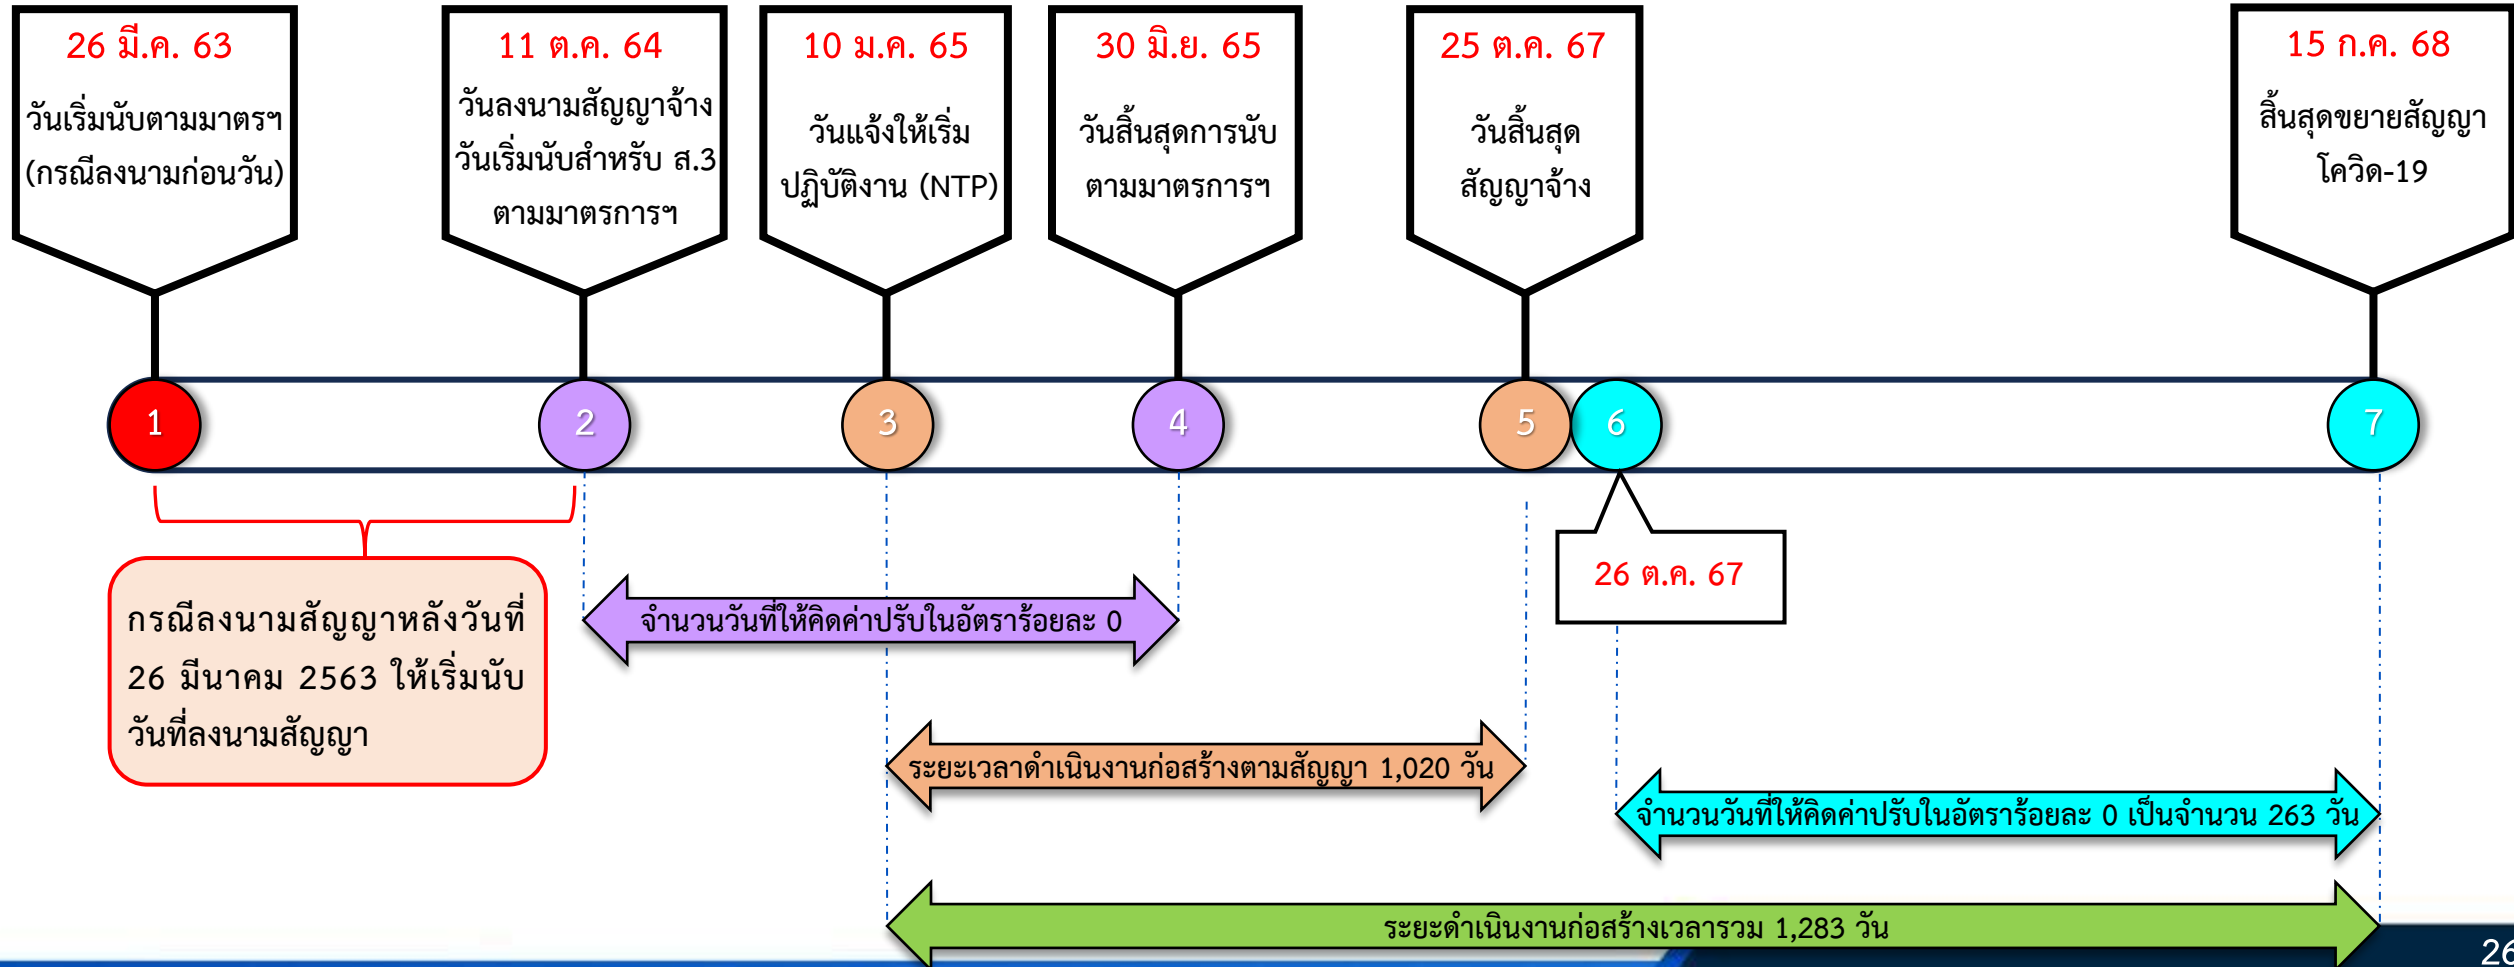 26 มี.ค. 63
วันเริ่มนับตามมาตรฯ
(กรณีลงนามก่อนวัน)
11 ต.ค. 64
วันลงนามสัญญาจ้าง
วันเริ่มนับสำหรับ ส.3
ตามมาตรการฯ
10 ม.ค. 65
วันแจ้งให้เริ่ม
ปฏิบัติงาน (NTP)
30 มิ.ย. 65
วันสิ้นสุดการนับ
ตามมาตรการฯ
25 ต.ค. 67
วันสิ้นสุด
สัญญาจ้าง
15 ก.ค. 68
สิ้นสุดขยายสัญญา
โควิด-19
1
2
3
4
5
6
7
26 ต.ค. 67
กรณีลงนามสัญญาหลังวันที่
26 มีนาคม 2563 ให้เริ่มนับ
วันที่ลงนามสัญญา
จำนวนวันที่ให้คิดค่าปรับในอัตราร้อยละ 0
ระยะเวลาดำเนินงานก่อสร้างตามสัญญา 1,020 วัน
จำนวนวันที่ให้คิดค่าปรับในอัตราร้อยละ 0 เป็นจำนวน 263 วัน
ระยะดำเนินงานก่อสร้างเวลารวม 1,283 วัน
26